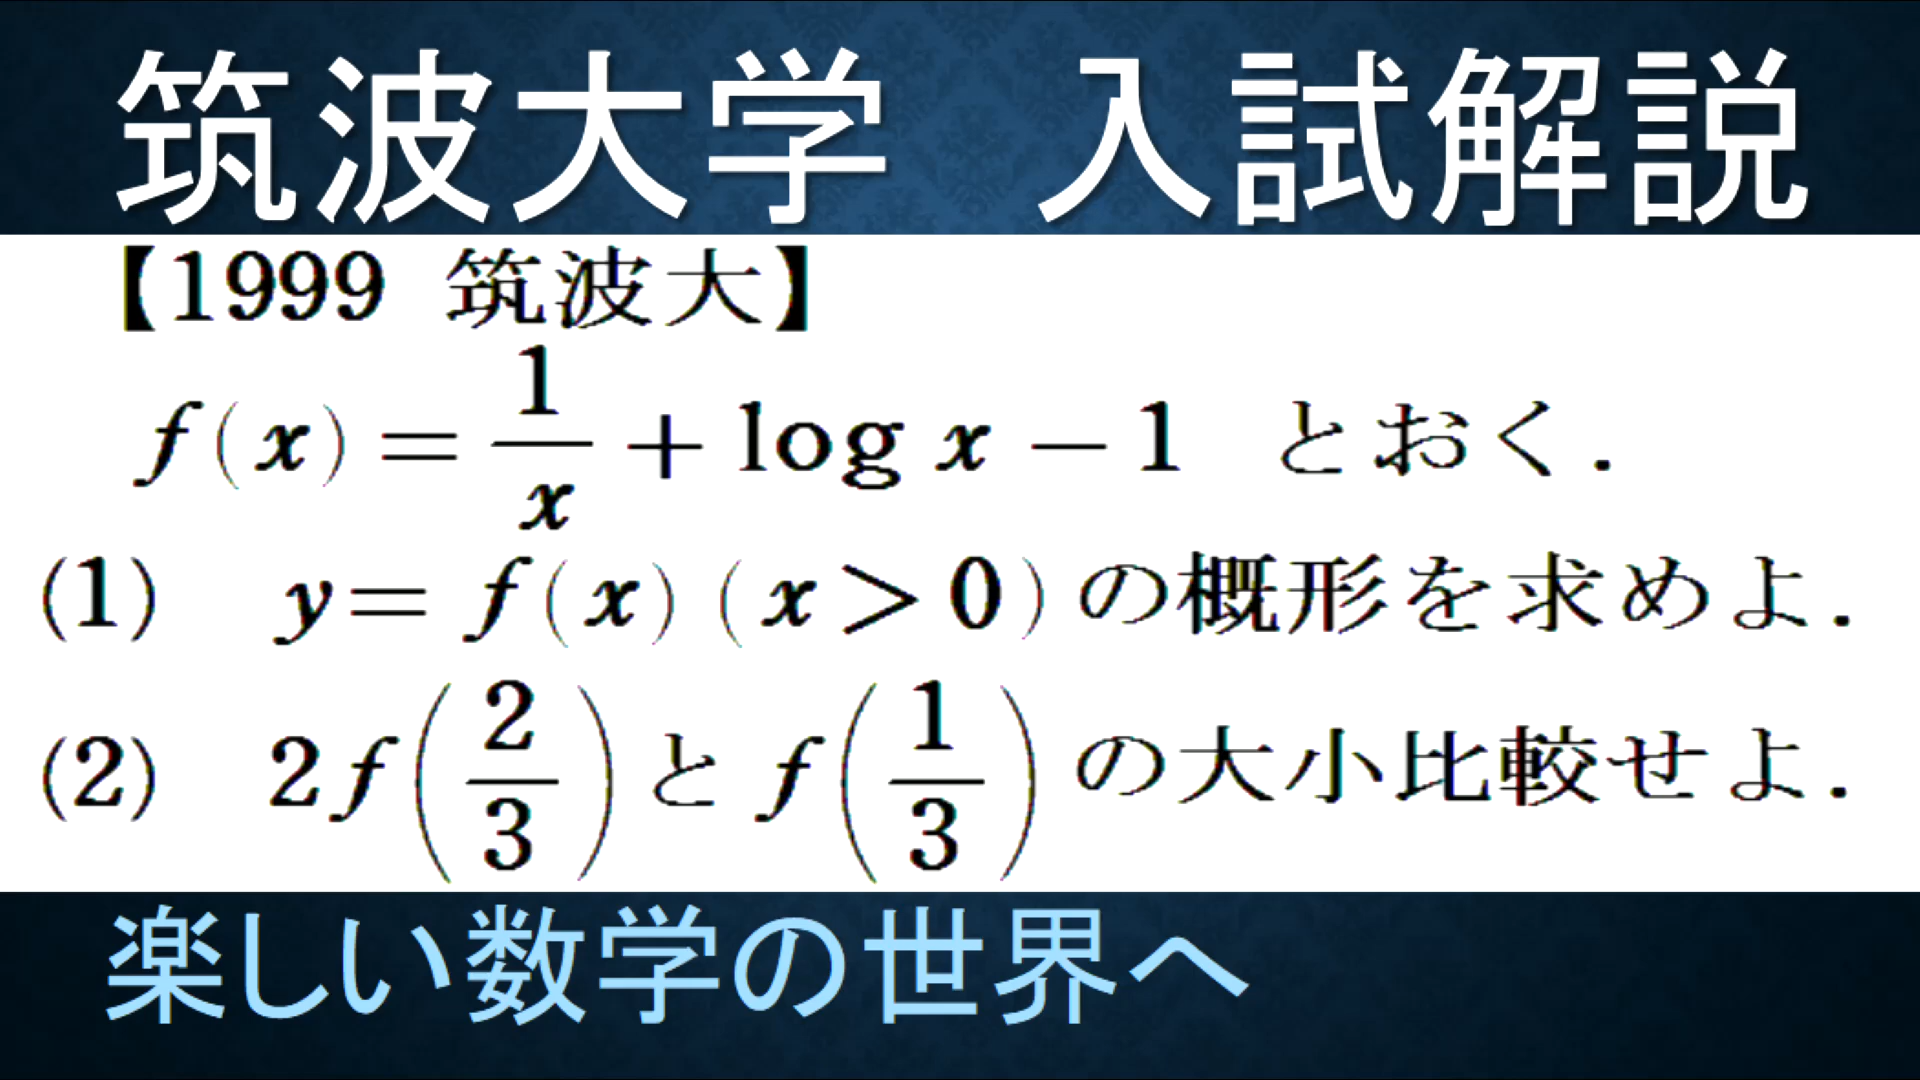 筑波大学　入試解説
【1999 筑波大】
f(x) = 1/x + log x − 1 とおく.
(1) y= f(x) (x > 0) の概形を求めよ.
(2) 2f(2/3) と f(1/3) の大小比較せよ.
楽しい数学の世界へ